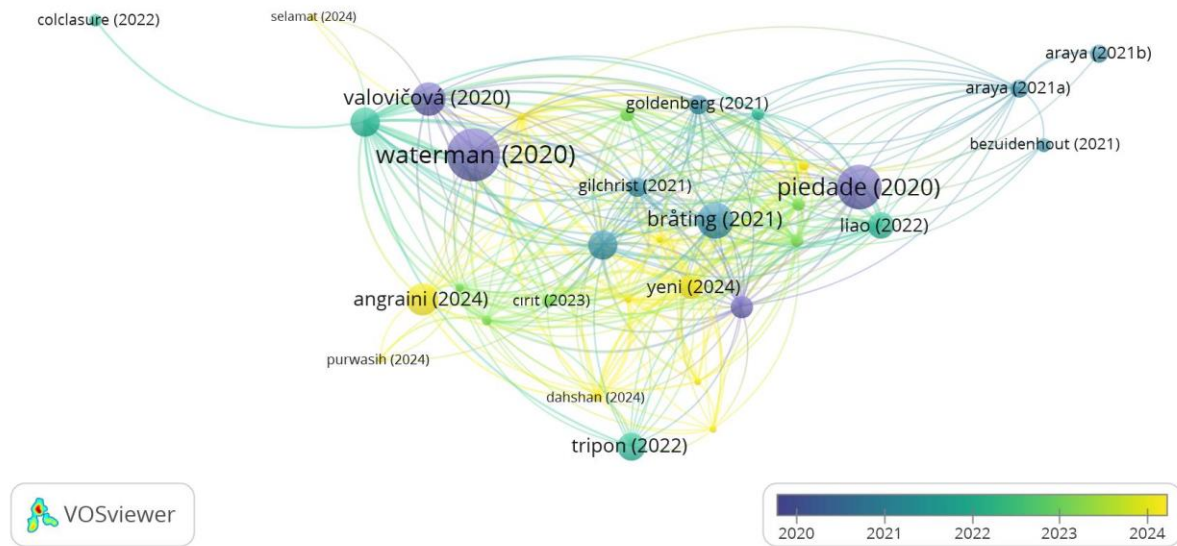 colclasure (2022)
selamat (2024)
araya (2021b)
araya (2021a)
valovičová (2020)
goldenberg (2021)
bezuidenhout (2021)
waterman (2020)
gilchrist (2021)
piedade (2020)
bråting (2021)
liao (2022)
yeni (2024)
angraini (2024)
cırıt (2023)
purwasih (2024)
dahshan (2024)
tripon (2022)
VOSviewer
2020 2021 2022 2023 2024